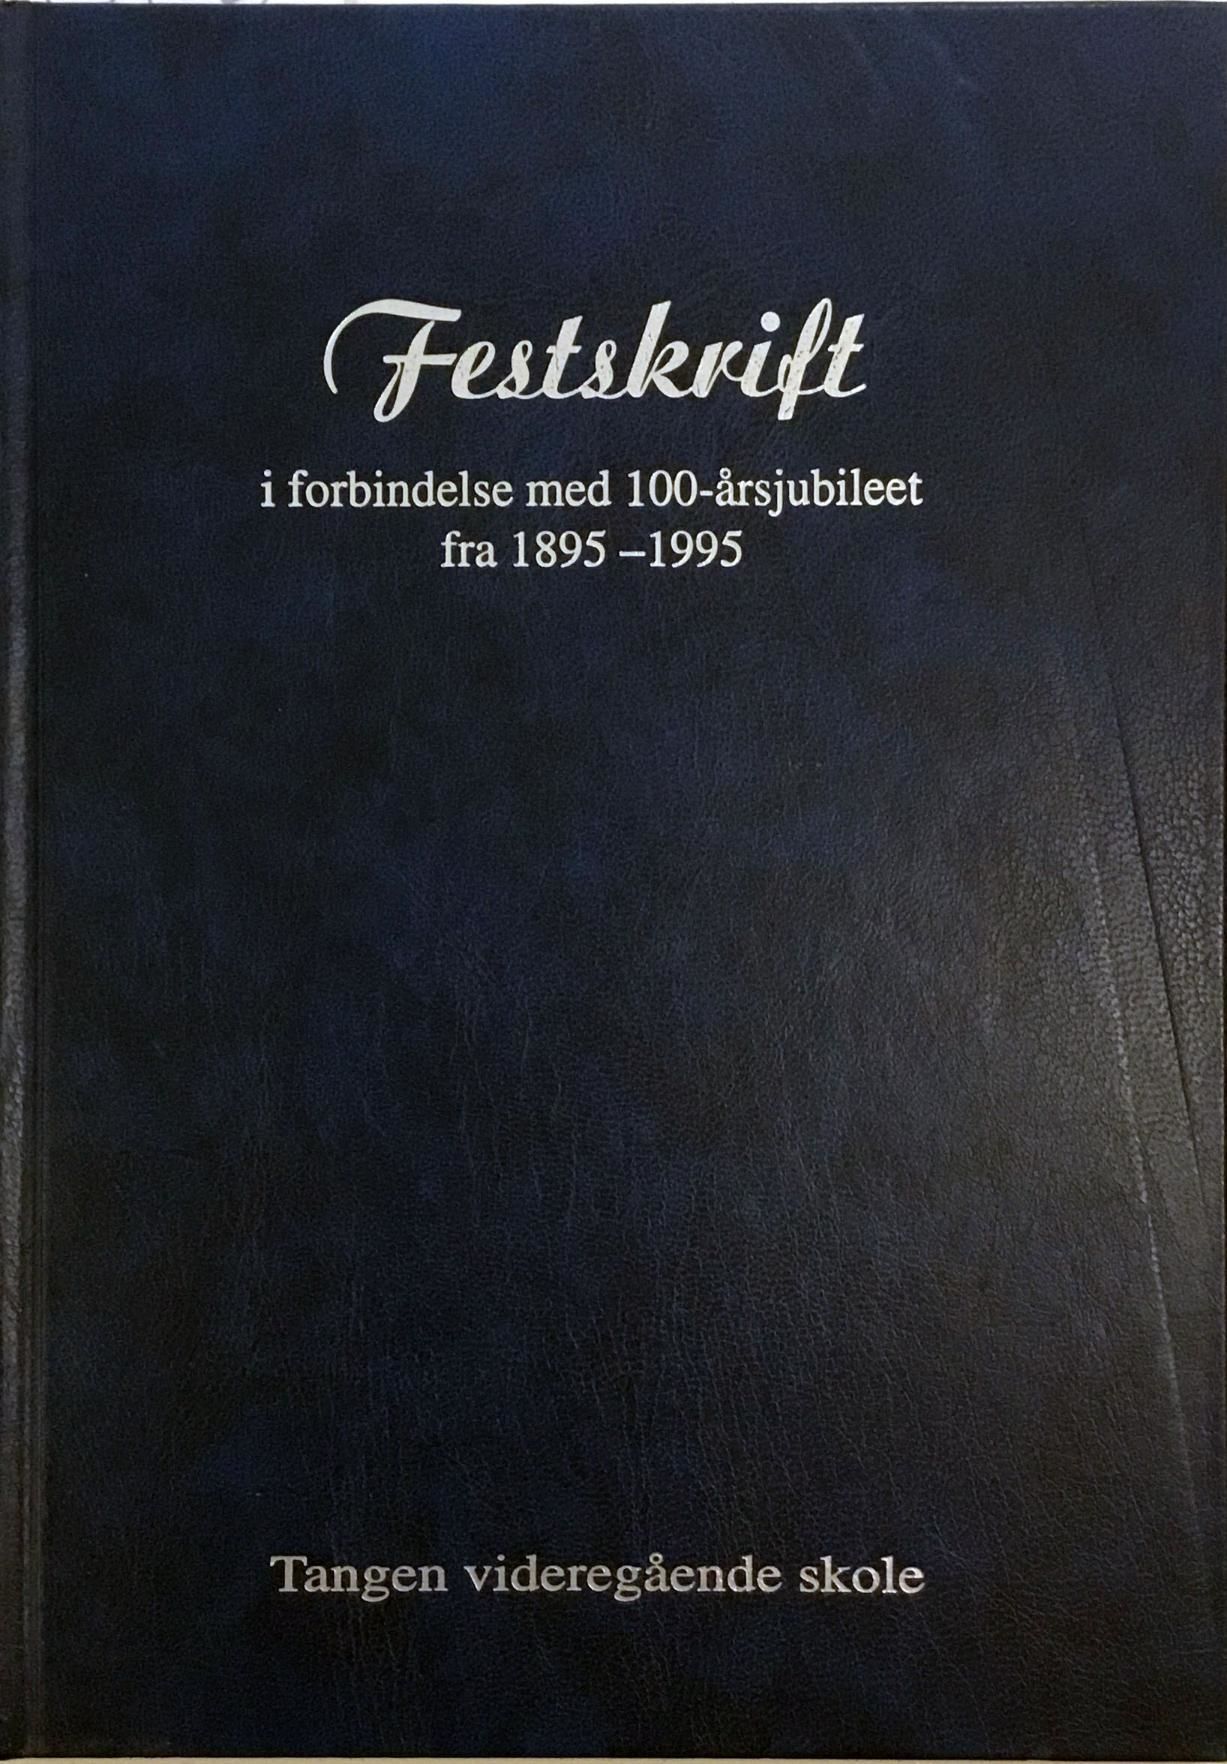 Festskrift
i forbindelse med 100-årsjubileet
fra 1895 –1995
Tangen videregående skole